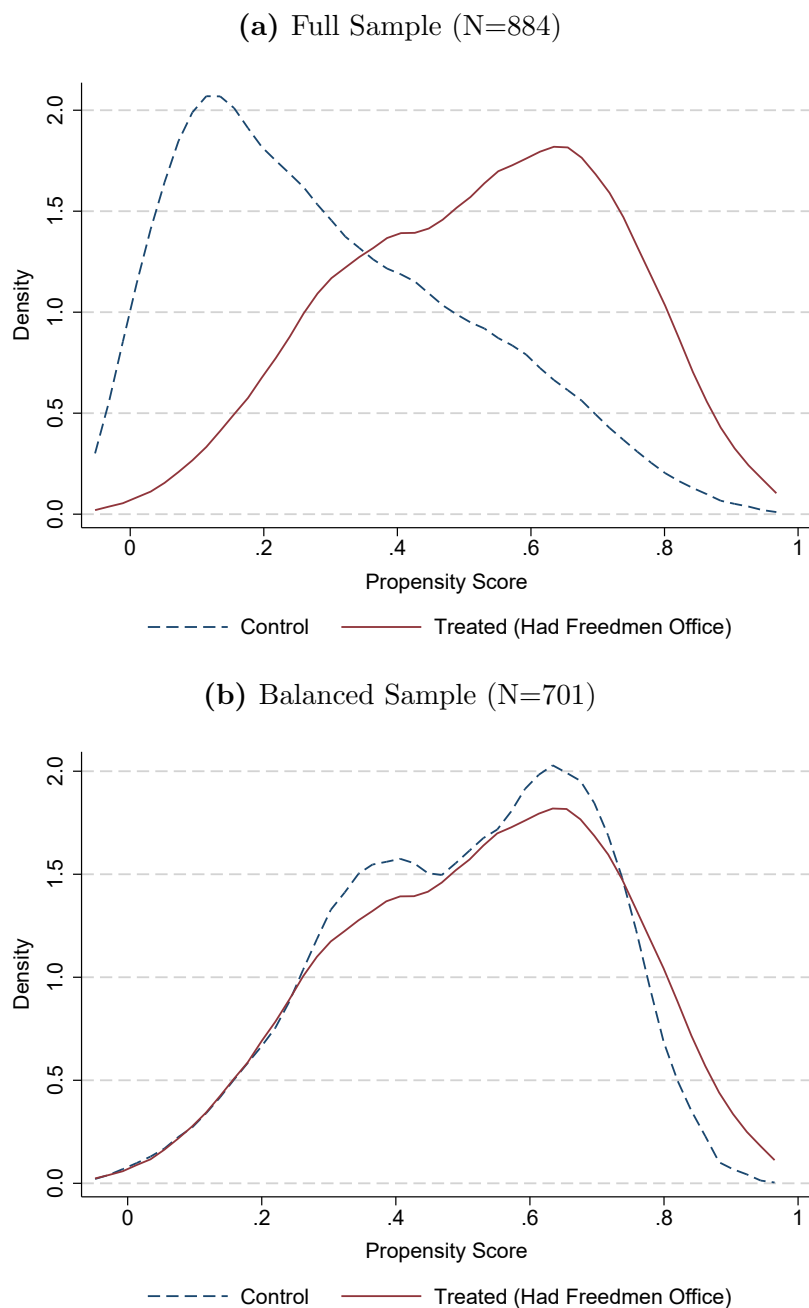 (a) Full Sample (N=884)
2.0
1.5
1.0
0.5
0.0
Density
0 .2 .4 .6 .8 1
Propensity Score
Control Treated (Had Freedmen Office)
(b) Balanced Sample (N=701)
2.0
1.5
1.0
0.5
0.0
Density
0 .2 .4 .6 .8 1
Propensity Score
Control Treated (Had Freedmen Office)